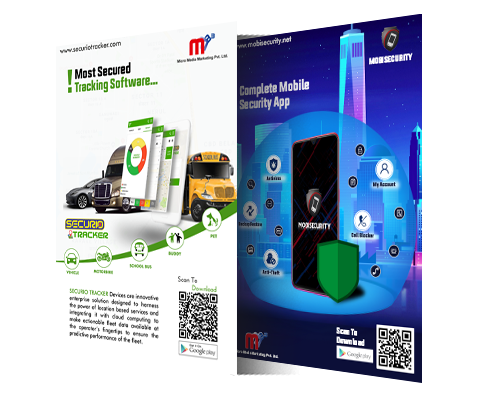 www.securiotracker.com
Micro Media Marketing Pvt. Ltd.
! Most Secured
Tracking Software...
SECURIO
TRACKER
VEHICLE
MOTORBIKE
SCHOOL BUS
BUDDY
PET
SECURIO TRACKER Devices are innovative
enterprise solution designed to harness
the power of location based services and
integrating it with cloud computing to
make actionable fleet data available at
the operator's fingertips to ensure the
predictive performance of the fleet.
Scan To
Download
Google play
www.mobisecurity.net
MOBISECURITY
Complete Mobile
Security App
Antivirus
My Account
MOBISECURITY
Call Blocker
Anti-Theft
Scan To
Download
Google play